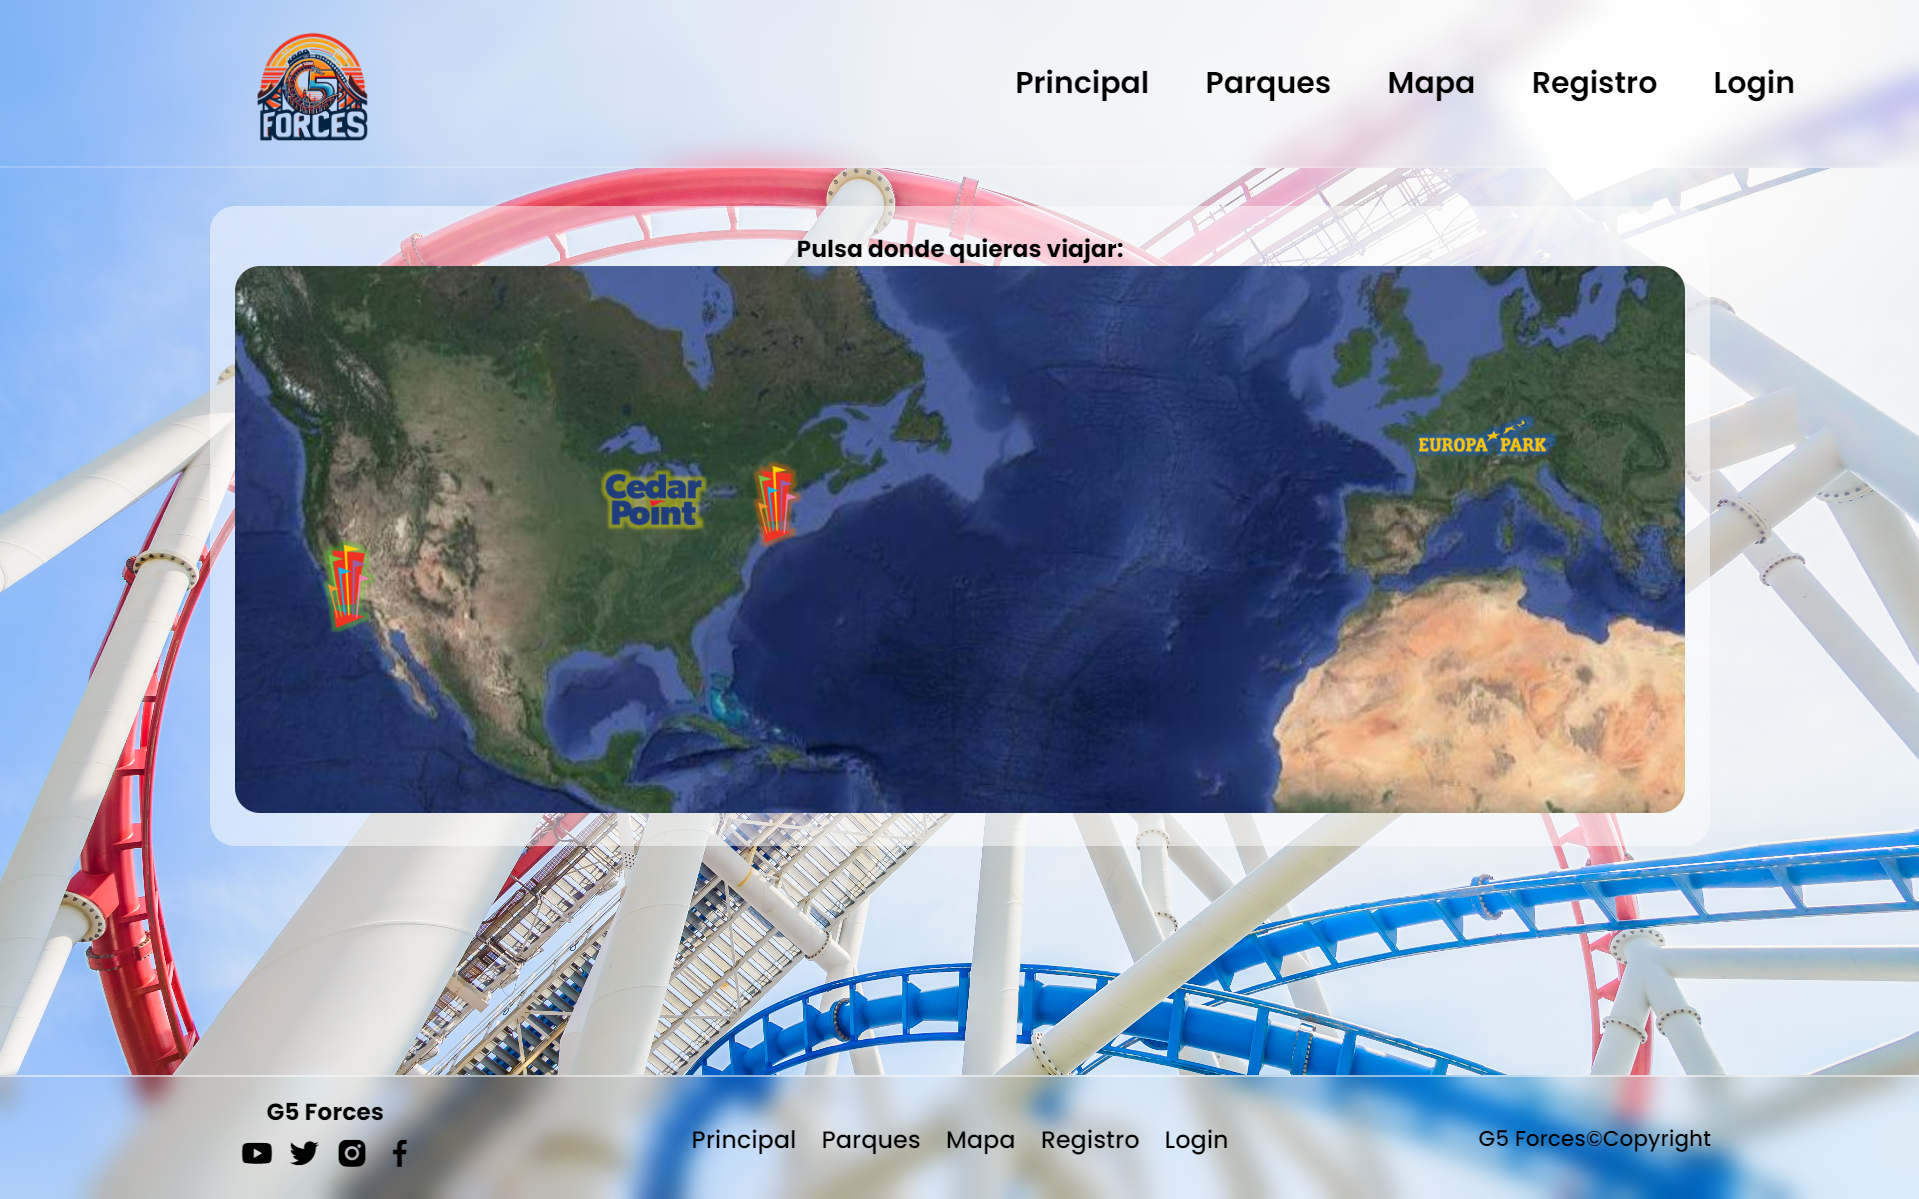 G5
FORCES
Principal
Parques
Mapa
Registro
Login
Pulsa donde quieras viajar:
EUROPA PARK
Cedar
Point
G5 Forces
Principal
Parques
Mapa
Registro
Login
G5 Forces©Copyright